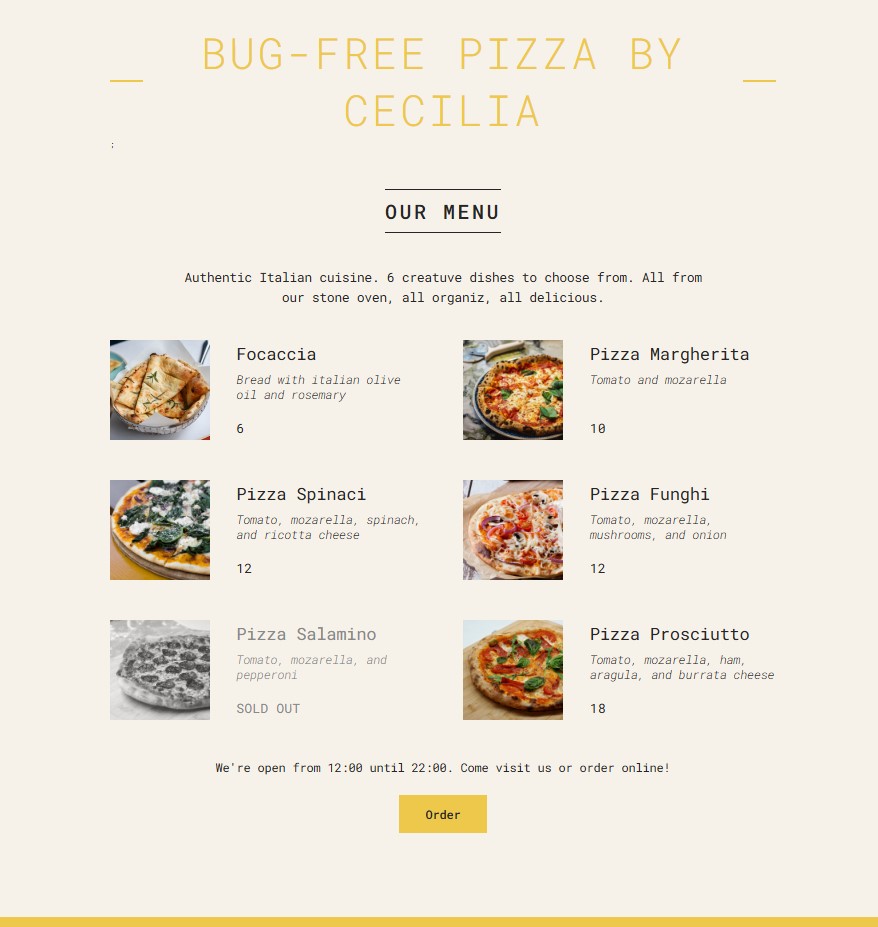 BUG-FREE PIZZA BY
CECILIA
;
OUR MENU
Authentic Italian cuisine. 6 creatuve dishes to choose from. All from
our stone oven, all organiz, all delicious.
Focaccia
Bread with italian olive
oil and rosemary
6
Pizza Margherita
Tomato and mozarella
10
Pizza Spinaci
Tomato, mozarella, spinach,
and ricotta cheese
12
Pizza Funghi
Tomato, mozarella,
mushrooms, and onion
12
Pizza Salamino
Tomato, mozarella, and
pepperoni
SOLD OUT
Pizza Prosciutto
Tomato, mozarella, ham,
aragula, and burrata cheese
18
We're open from 12:00 until 22:00. Come visit us or order online!
Order